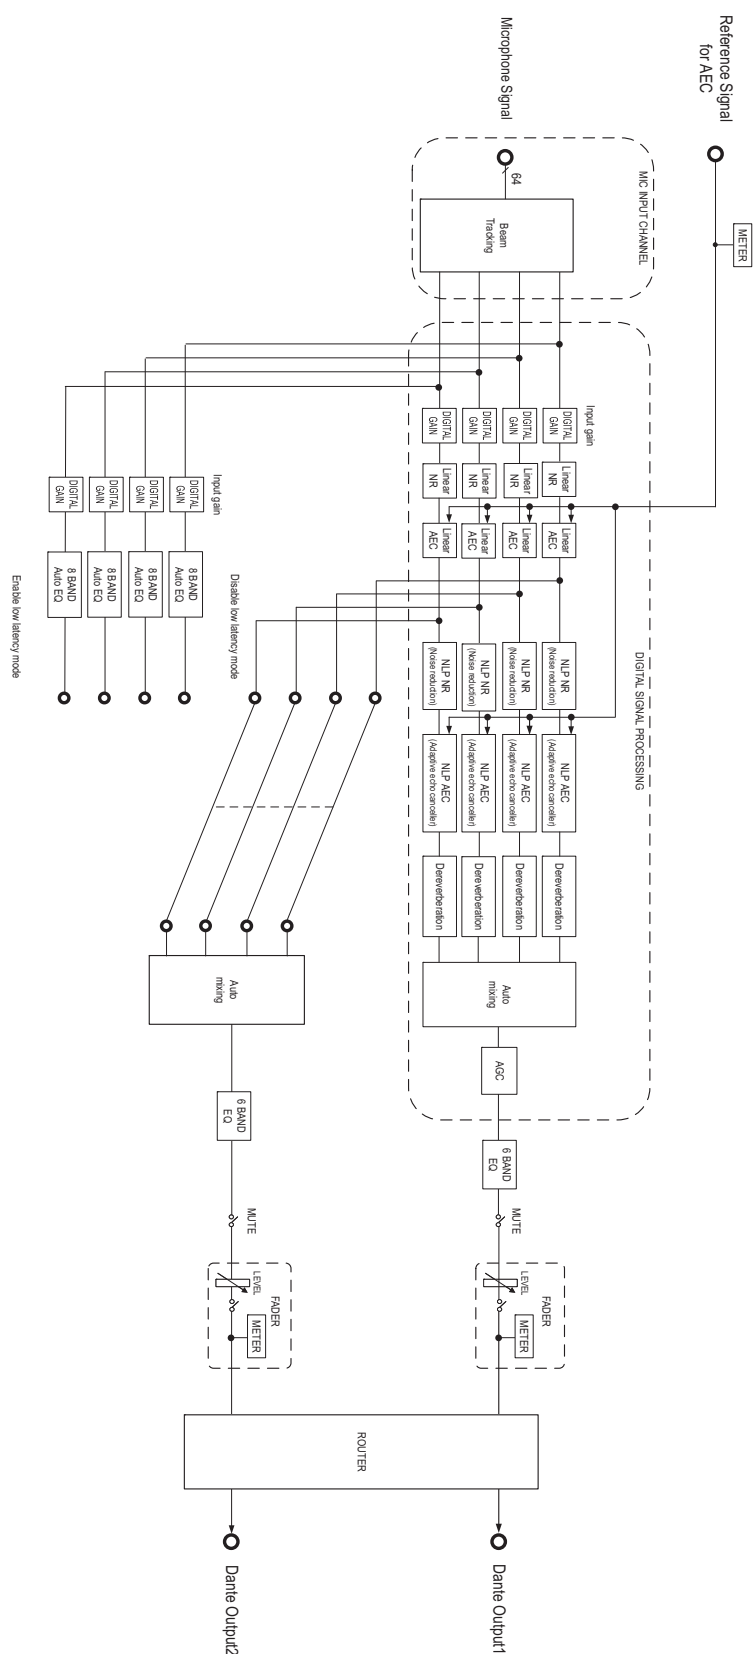 Reference Signal
for AEC
METER
Microphone Signal
MIC INPUT CHANNEL
64
Beam
Tracking
DIGITAL SIGNAL PROCESSING
Input gain
DIGITAL
GAIN
Linear
NR
Linear
AEC
NLP NR
(Noise reduction)
NLP AEC
(Adaptive echo canceller)
Dereverberation
DIGITAL
GAIN
Linear
NR
Linear
AEC
NLP NR
(Noise reduction)
NLP AEC
(Adaptive echo canceller)
Dereverberation
DIGITAL
GAIN
Linear
NR
Linear
AEC
NLP NR
(Noise reduction)
NLP AEC
(Adaptive echo canceller)
Dereverberation
DIGITAL
GAIN
Linear
NR
Linear
AEC
NLP NR
(Noise reduction)
NLP AEC
(Adaptive echo canceller)
Dereverberation
Auto
mixing
AGC
6 BAND
EQ
MUTE
FADER
LEVEL
METER
ROUTER
Dante Output1
Disable low latency mode
Input gain
DIGITAL
GAIN
8 BAND
Auto EQ
DIGITAL
GAIN
8 BAND
Auto EQ
DIGITAL
GAIN
8 BAND
Auto EQ
DIGITAL
GAIN
8 BAND
Auto EQ
Enable low latency mode
Auto
mixing
6 BAND
EQ
MUTE
FADER
LEVEL
METER
Dante Output2